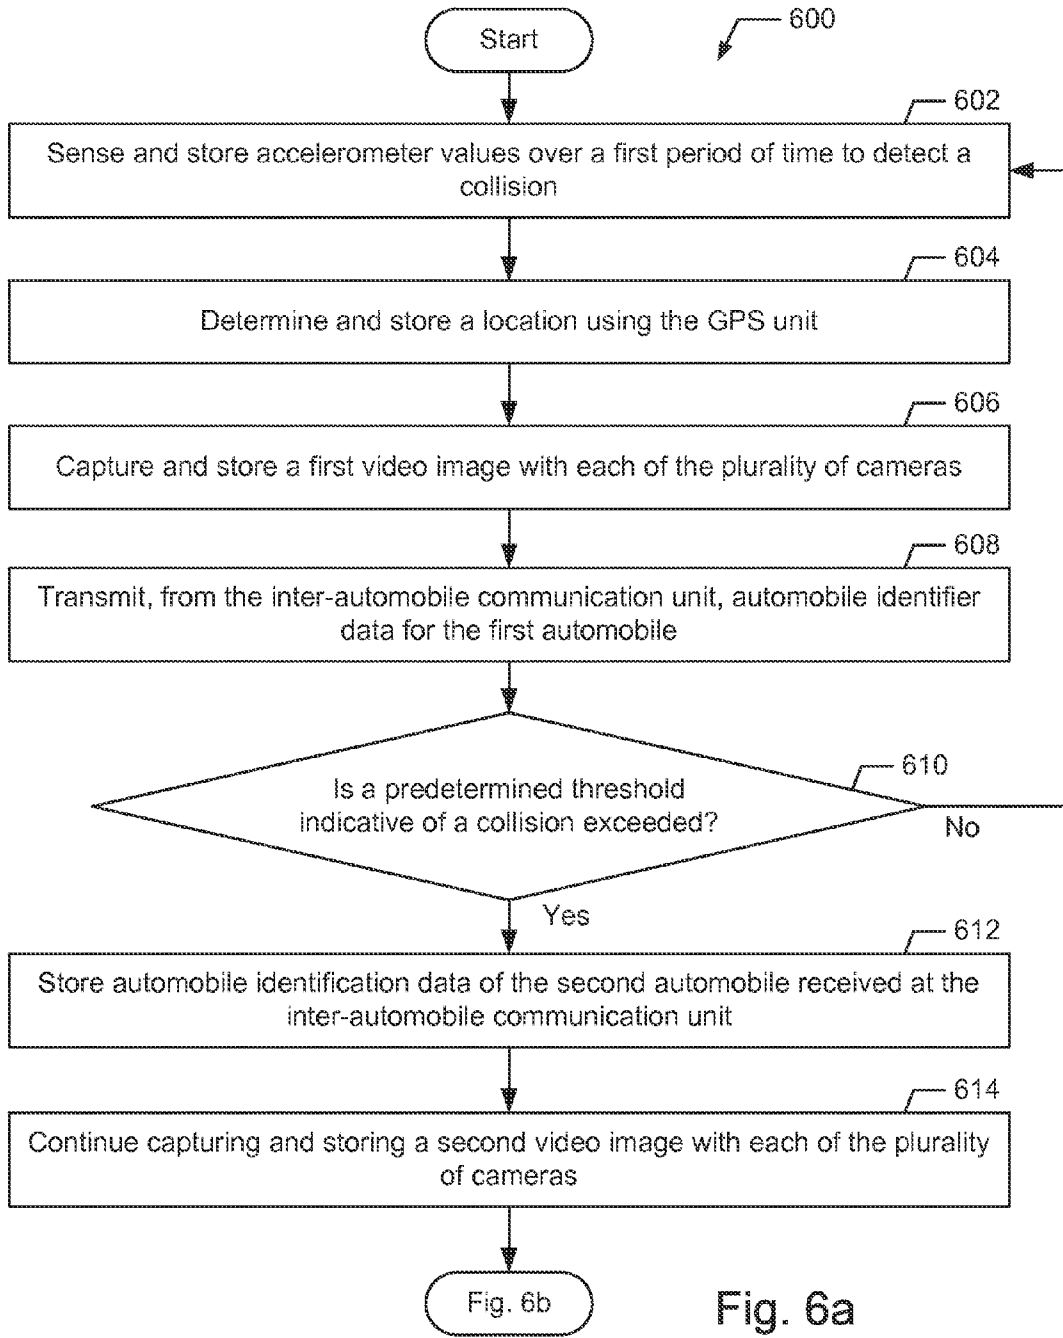 Start
600
602
Sense and store accelerometer values over a first period of time to detect a
collision
604
Determine and store a location using the GPS unit
606
Capture and store a first video image with each of the plurality of cameras
608
Transmit, from the inter-automobile communication unit, automobile identifier
data for the first automobile
610
Is a predetermined threshold
indicative of a collision exceeded?
No
Yes
612
Store automobile identification data of the second automobile received at the
inter-automobile communication unit
614
Continue capturing and storing a second video image with each of the plurality
of cameras
Fig. 6b
Fig. 6a